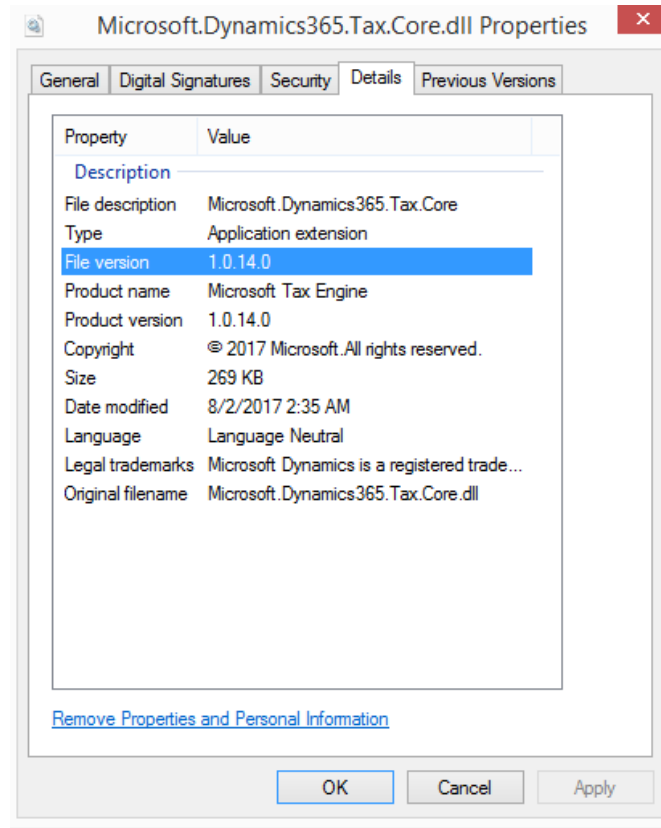 Microsoft.Dynamics365.Tax.Core.dll Properties
General Digital Signatures Security Details Previous Versions
Property Value
Description
File description Microsoft.Dynamics365.Tax.Core
Type Application extension
File version 1.0.14.0
Product name Microsoft Tax Engine
Product version 1.0.14.0
Copyright © 2017 Microsoft.All rights reserved.
Size 269 KB
Date modified 8/2/2017 2:35 AM
Language Language Neutral
Legal trademarks Microsoft Dynamics is a registered trade...
Original filename Microsoft.Dynamics365.Tax.Core.dll
Remove Properties and Personal Information
OK Cancel Apply